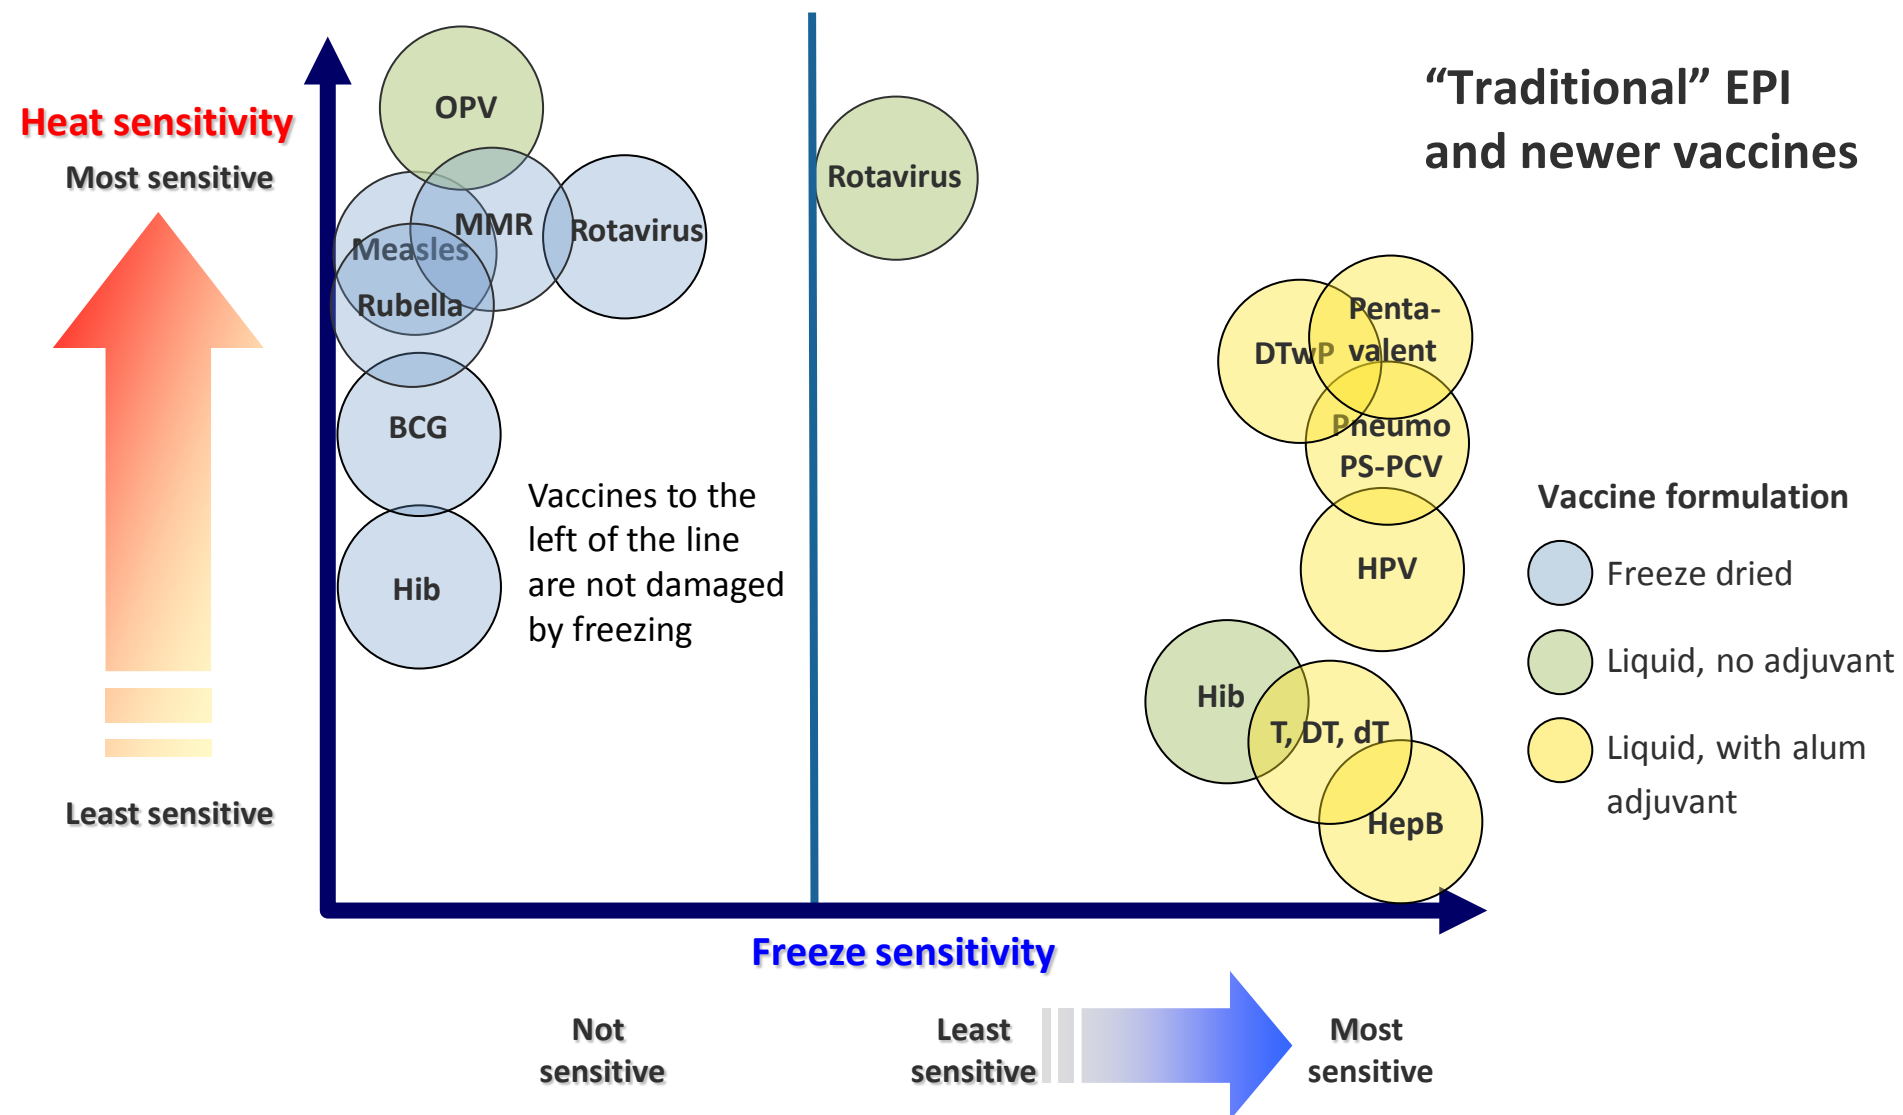 “Traditional” EPI
and newer vaccines
Heat sensitivity
Most sensitive
Least sensitive
OPV
MMR
Rotavirus
Measles
Rubella
BCG
Hib
Vaccines to the
left of the line
are not damaged
by freezing
Rotavirus
Penta-
valent
DTwP
Pneumo
PS-PCV
HPV
Hib
T, DT, dT
HepB
Vaccine formulation
Freeze dried
Liquid, no adjuvant
Liquid, with alum
adjuvant
Freeze sensitivity
Not
sensitive
Least
sensitive
Most
sensitive